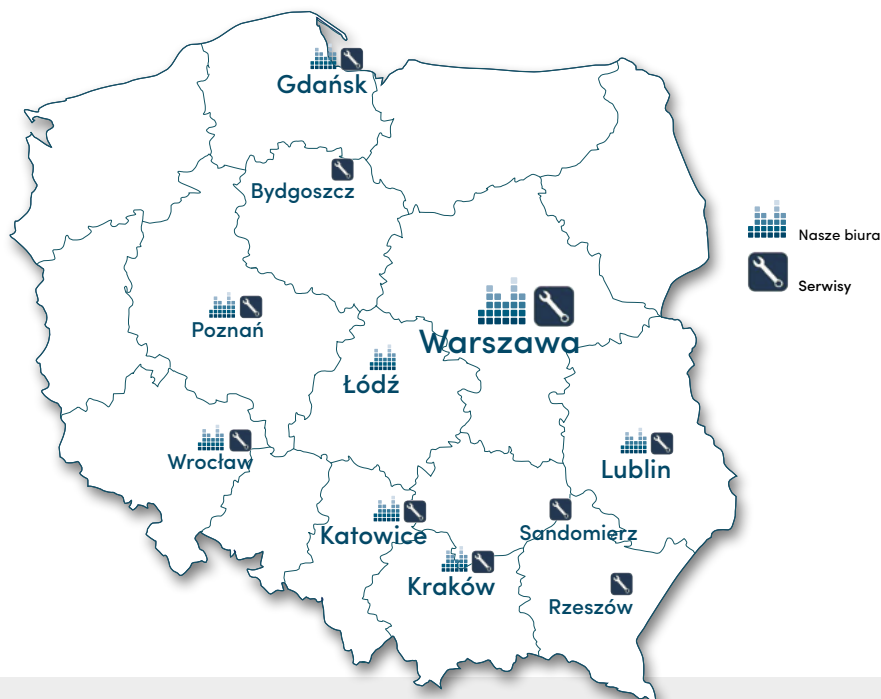 Gdańsk
Bydgoszcz
Nasze biura
Serwisy
Poznań
Warszawa
Łódź
Wrocław
Lublin
Katowice
Sandomierz
Kraków
Rzeszów